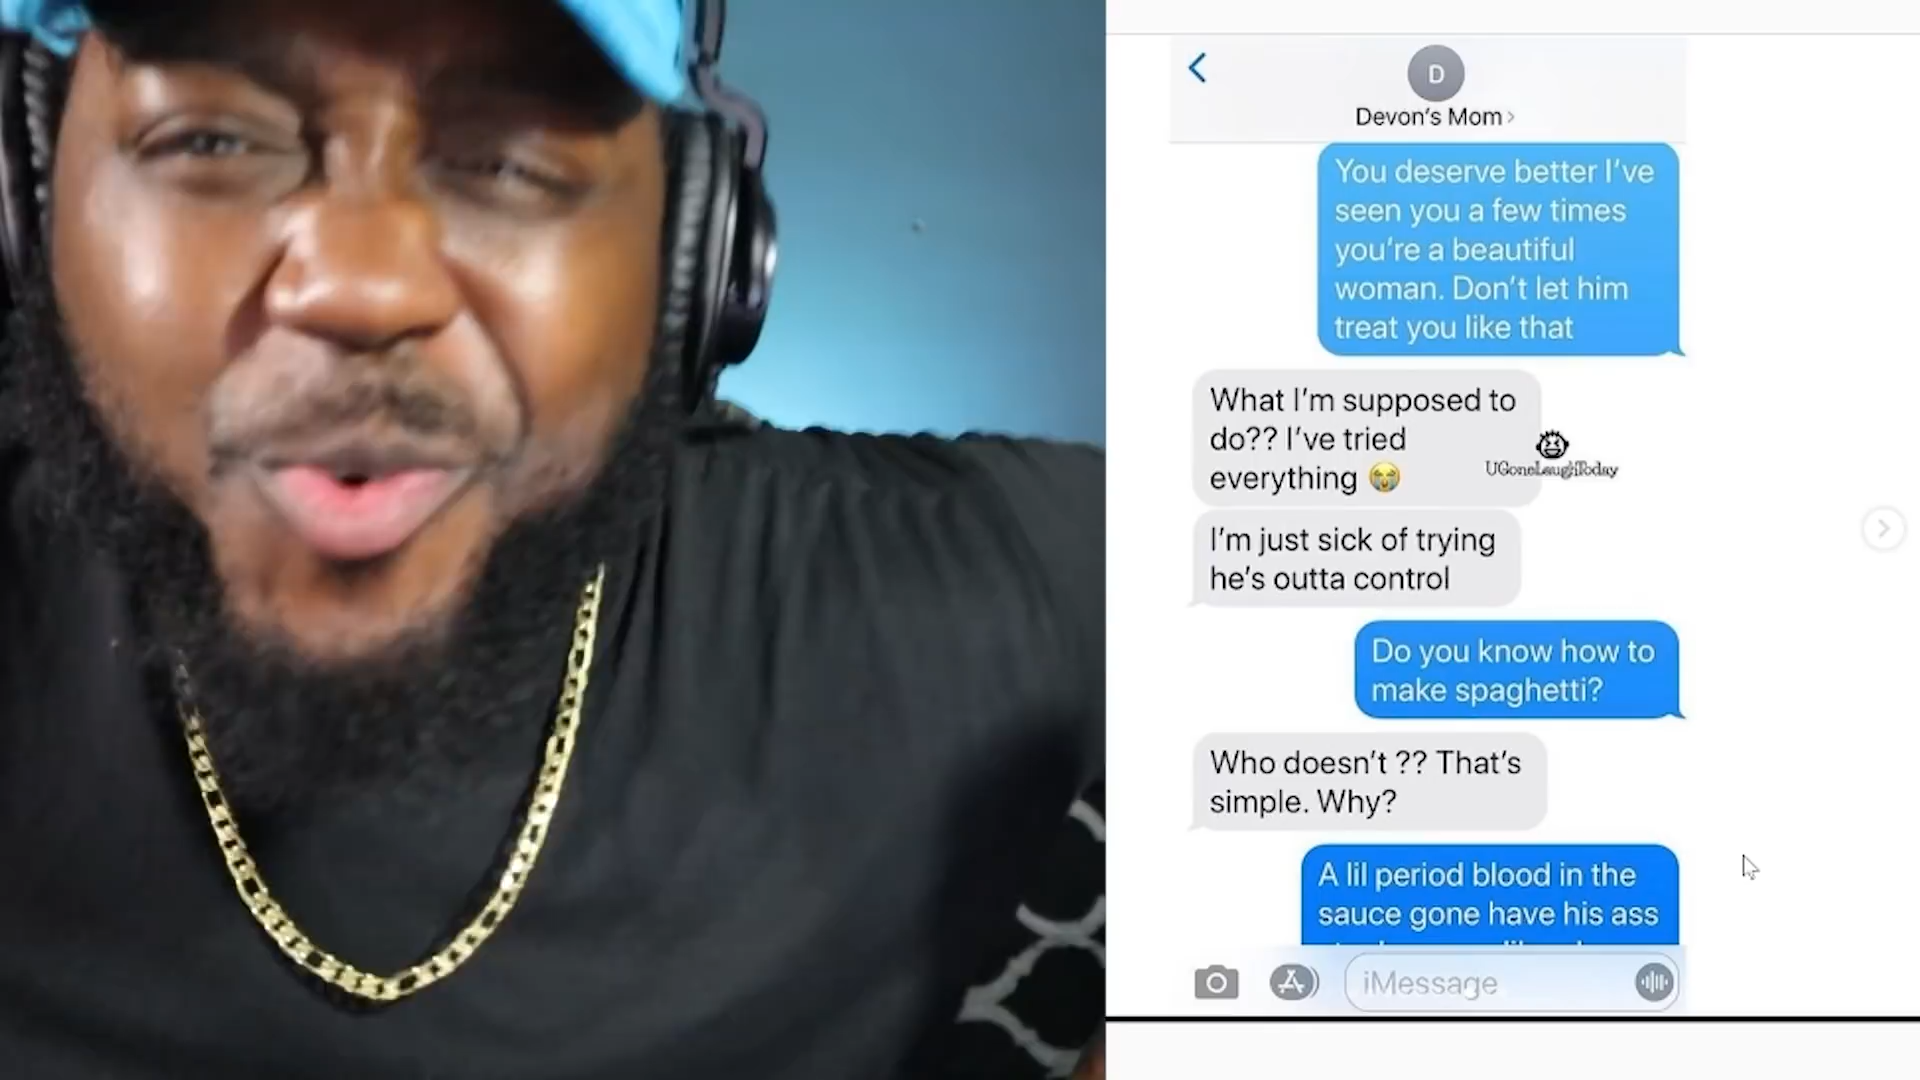 D
Devon's Mom
You deserve better I've
seen you a few times
you're a beautiful
woman. Don't let him
treat you like that
What I'm supposed to
do?? I've tried
everything 😭
UGoneLaughToday
I'm just sick of trying
he's outta control
Do you know how to
make spaghetti?
Who doesn't ?? That's
simple. Why?
A lil period blood in the
sauce gone have his ass
iMessage